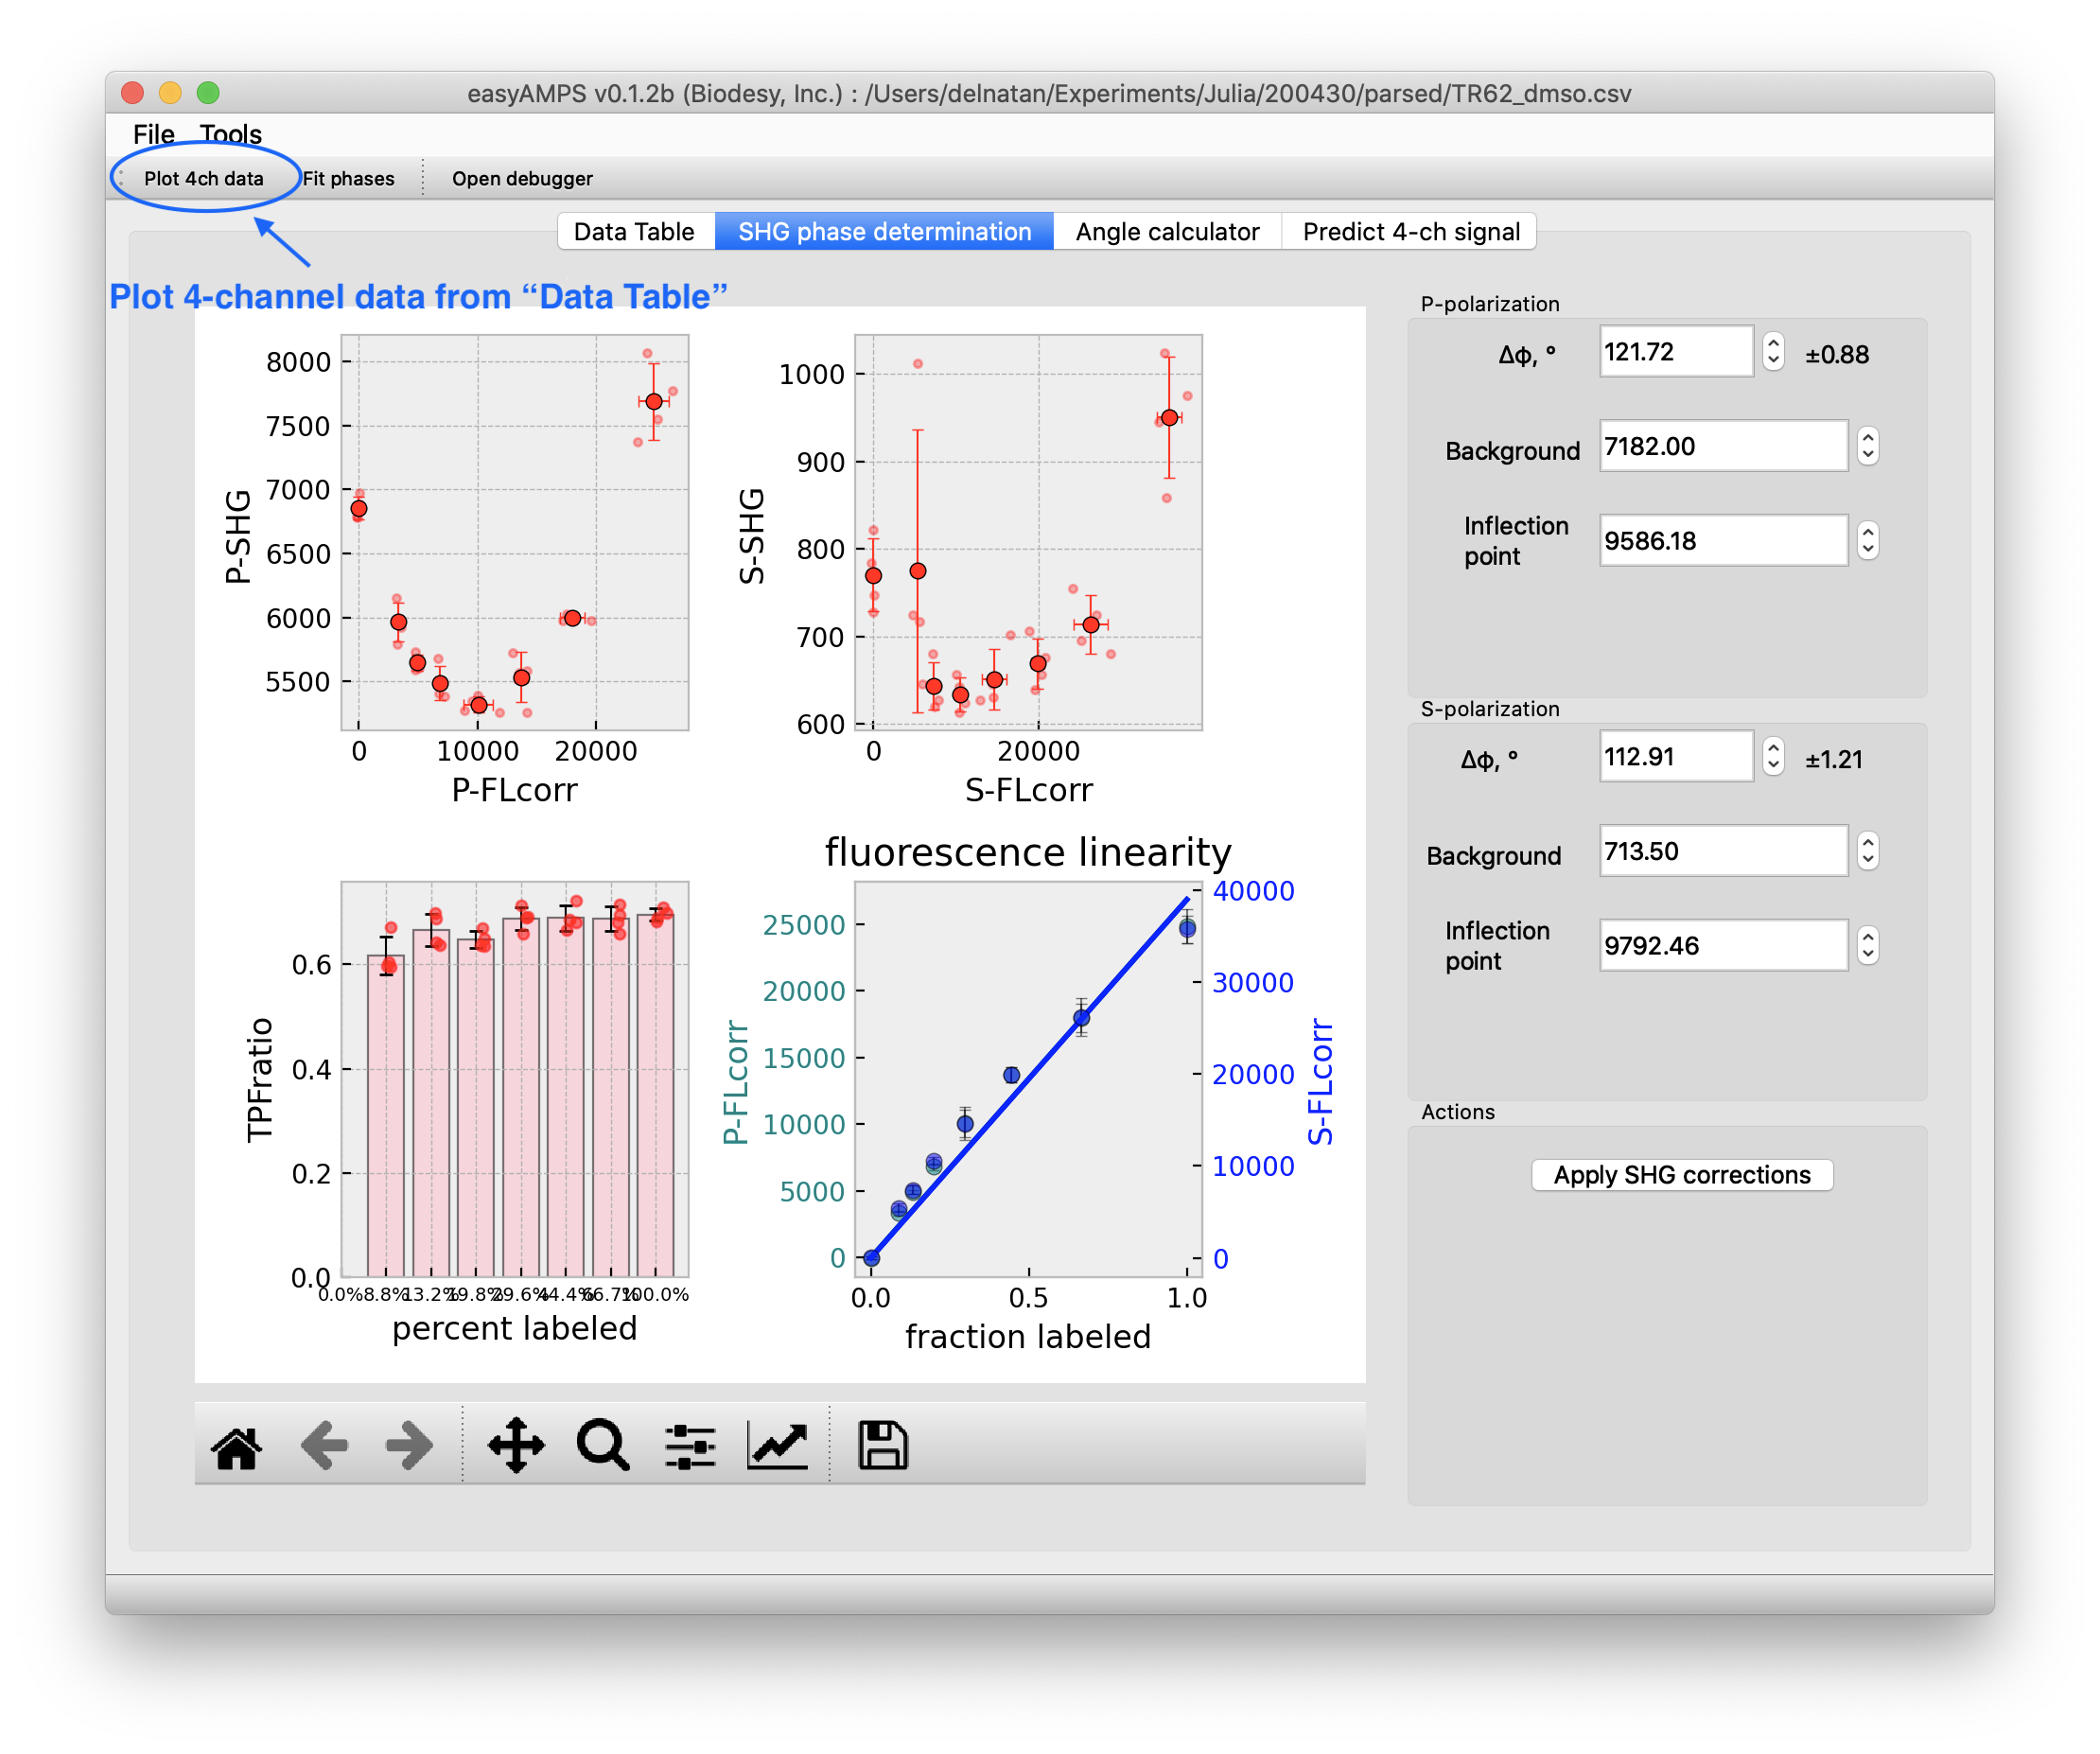 easyAMPS v0.1.2b (Biodesy, Inc.) : /Users/delnatan/Experiments/Julia/200430/parsed/TR62_dmso.csv
File Tools
Plot 4ch data Fit phases Open debugger
Data Table SHG phase determination Angle calculator Predict 4-ch signal
Plot 4-channel data from “Data Table”
8000
7500
7000
6500
6000
5500
P-SHG
0 10000 20000
P-FLcorr
1000
900
800
700
600
S-SHG
0 20000
S-FLcorr
0.6
0.4
0.2
0.0
TPFratio
0.0% 8.8% 13.2% 19.8% 29.6% 44.4% 66.7% 100.0%
percent labeled
fluorescence linearity
25000
20000
15000
10000
5000
0
P-FLcorr
40000
30000
20000
10000
0
S-FLcorr
0.0 0.5 1.0
fraction labeled
P-polarization
Δϕ, ° 121.72 ±0.88
Background 7182.00
Inflection
point
9586.18
S-polarization
Δϕ, ° 112.91 ±1.21
Background 713.50
Inflection
point
9792.46
Actions
Apply SHG corrections